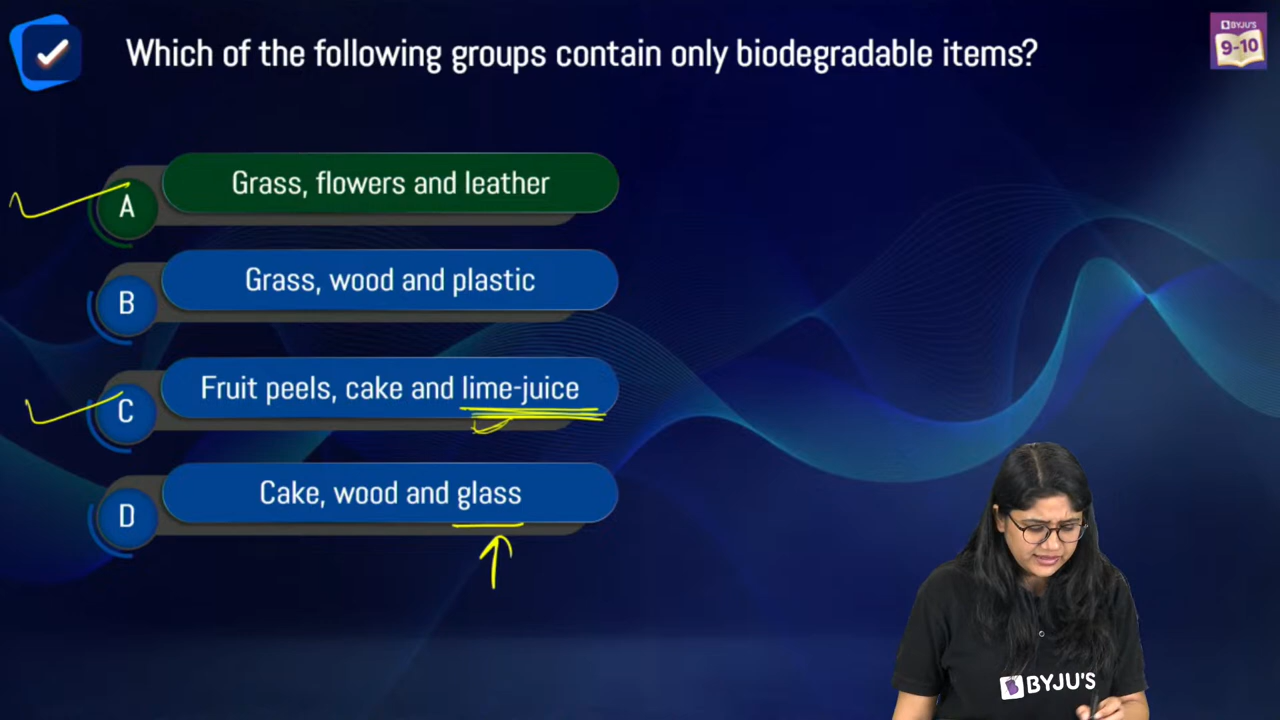 Which of the following groups contain only biodegradable items?
BYJU'S
9-10
A
Grass, flowers and leather
B
Grass, wood and plastic
C
Fruit peels, cake and lime-juice
D
Cake, wood and glass
BYJU'S